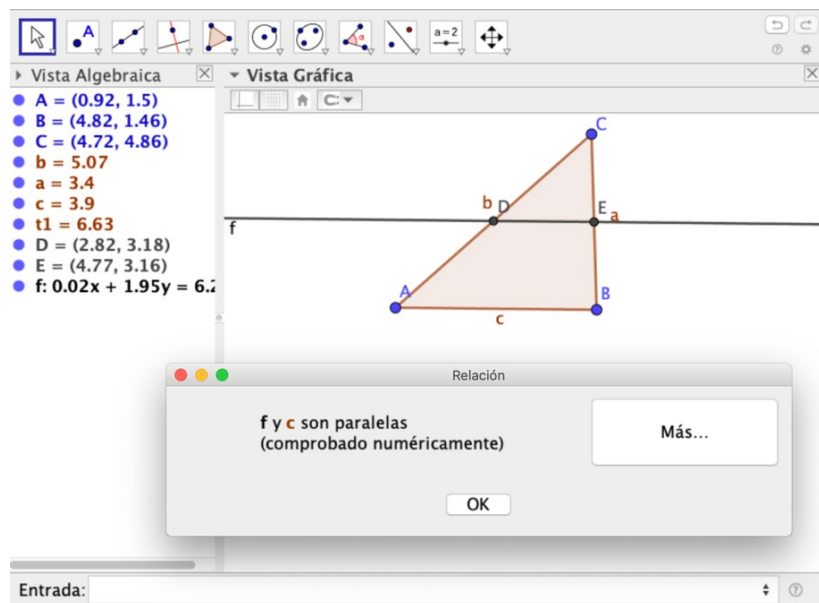 A
α
a=2
Vista Algebraica
Vista Gráfica
A = (0.92, 1.5)
B = (4.82, 1.46)
C = (4.72, 4.86)
b = 5.07
a = 3.4
c = 3.9
t1 = 6.63
D = (2.82, 3.18)
E = (4.77, 3.16)
f: 0.02x + 1.95y = 6.2
C
b D
E a
f
A
B
c
Relación
f y c son paralelas
(comprobado numéricamente)
Más...
OK
Entrada: